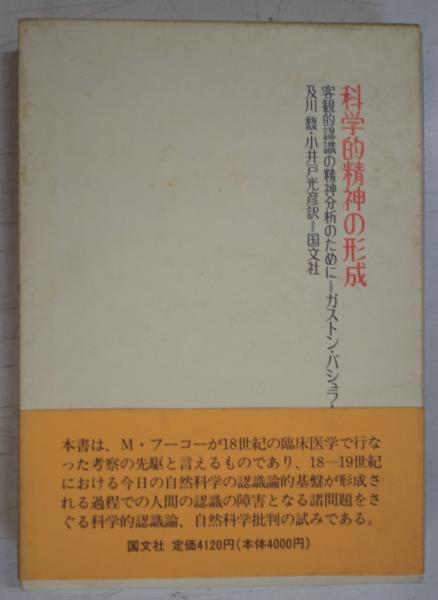 科学的精神の形成
客観的認識の精神分析のために=ガストン・バシュラー
及川馥・小井戸光彦訳=国文社
本書は、M・フーコーが18世紀の臨床医学で行な
った考察の先駆と言えるものであり、18―19世紀
における今日の自然科学の認識論的基盤が形成さ
れる過程での人間の認識の障害となる諸問題をさ
ぐる科学的認識論、自然科学批判の試みである。
国文社 定価4120円(本体4000円)